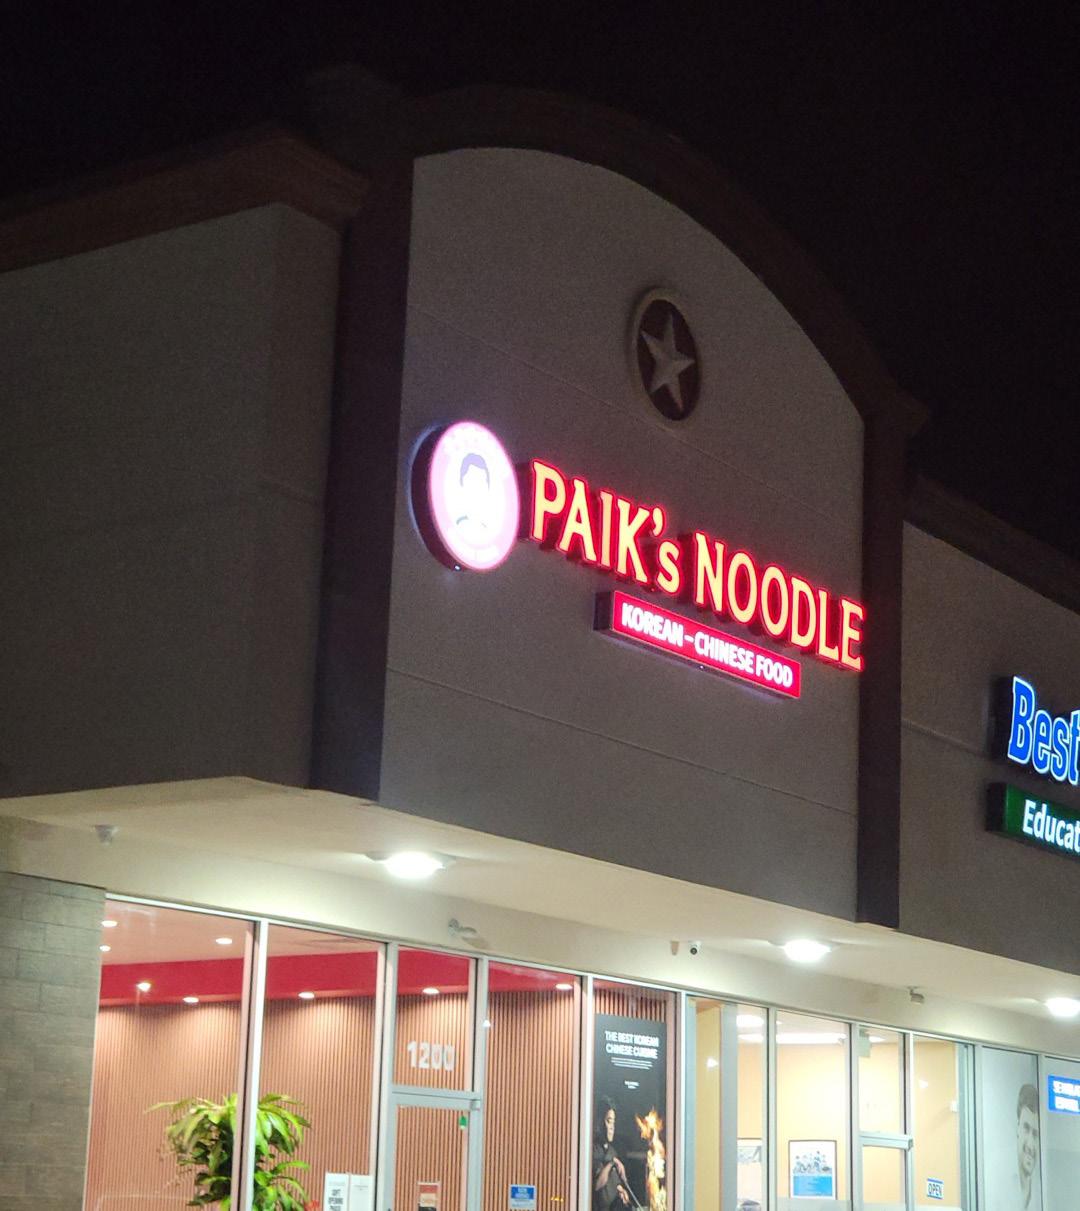 PAIK's NOODLE
KOREAN-CHINESE FOOD
Best
Educat
1200
THE BEST KOREAN
CHINESE CUISINE
OPEN